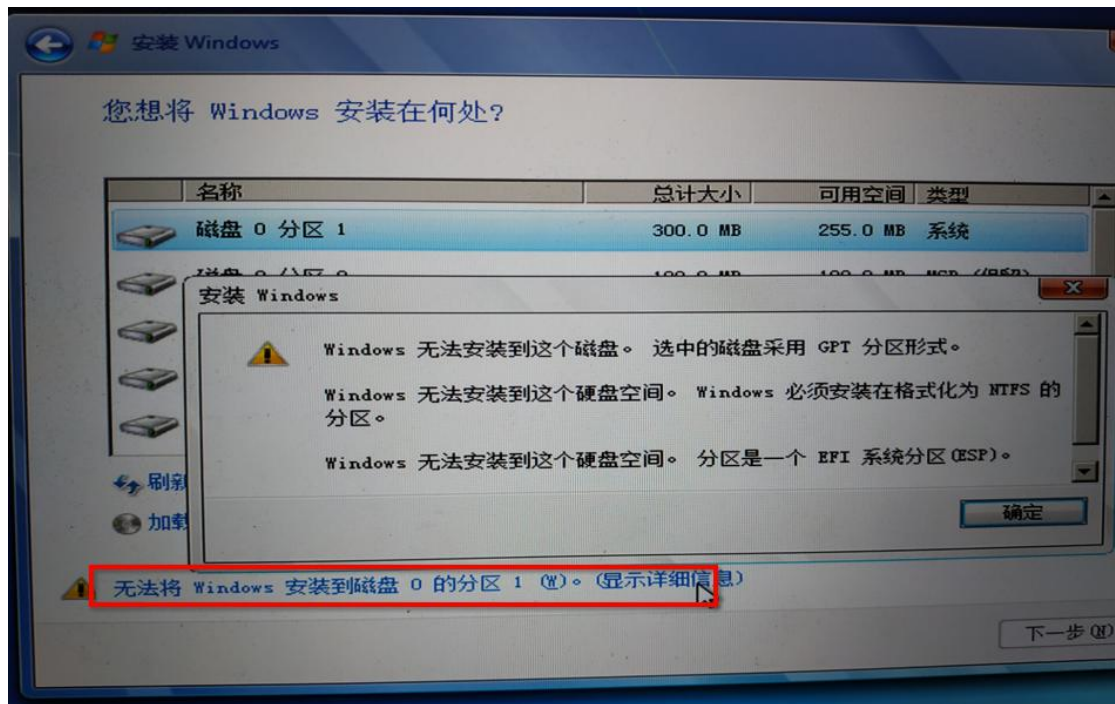 安装 Windows
您想将 Windows 安装在何处?
名称 总计大小 可用空间 类型
磁盘 0 分区 1 300.0 MB 255.0 MB 系统
安装 Windows
Windows 无法安装到这个磁盘。 选中的磁盘采用 GPT 分区形式。
Windows 无法安装到这个硬盘空间。 Windows 必须安装在格式化为 NTFS 的
分区。
Windows 无法安装到这个硬盘空间。 分区是一个 EFI 系统分区(ESP)。
刷新
加载
确定
无法将 Windows 安装到磁盘 0 的分区 1 (W)。(显示详细信息)
下一步(N)